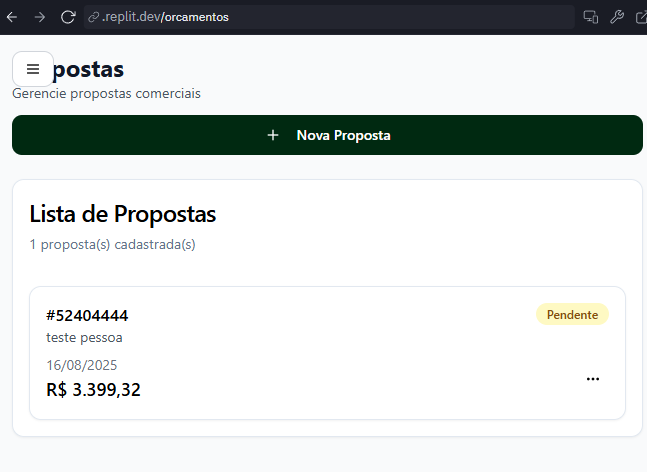 .replit.dev/orcamentos
postas
Gerencie propostas comerciais
+ Nova Proposta
Lista de Propostas
1 proposta(s) cadastrada(s)
#52404444
Pendente
teste pessoa
16/08/2025
R$ 3.399,32
...